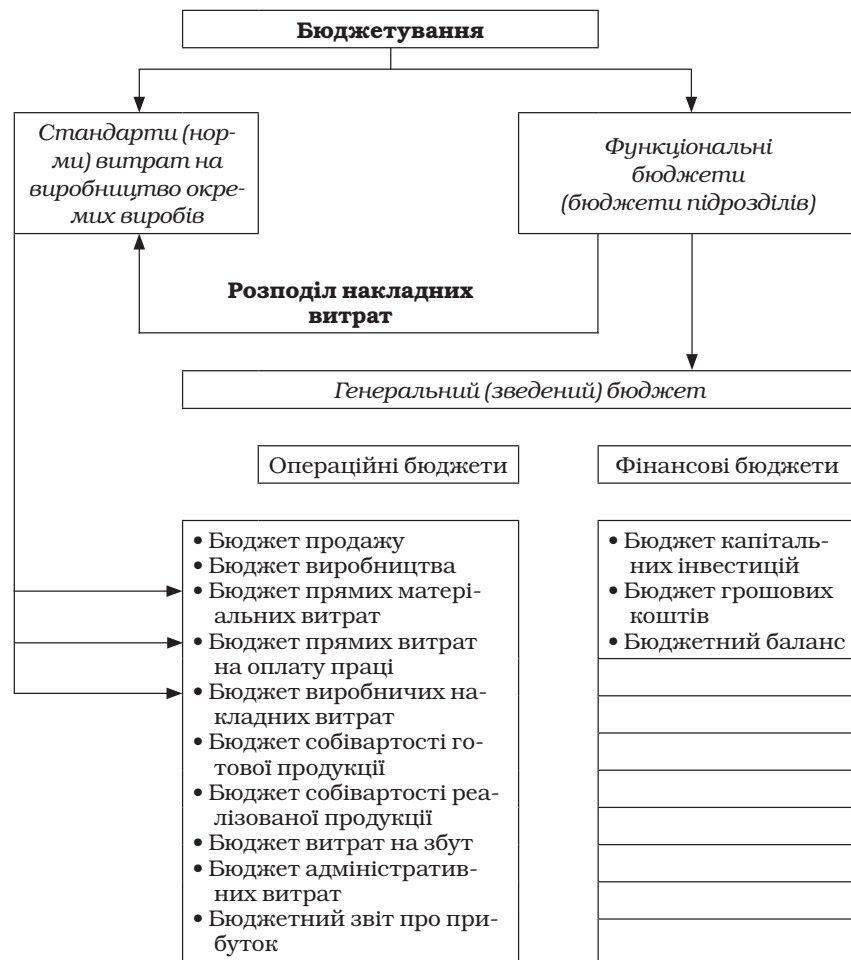 Бюджетування
Стандарти (нор-
ми) витрат на
виробництво окре-
мих виробів
Функціональні
бюджети
(бюджети підрозділів)
Розподіл накладних
витрат
Генеральний (зведений) бюджет
Операційні бюджети
Фінансові бюджети
• Бюджет продажу
• Бюджет виробництва
• Бюджет прямих матері-
альних витрат
• Бюджет прямих витрат
на оплату праці
• Бюджет виробничих на-
кладних витрат
• Бюджет собівартості го-
тової продукції
• Бюджет собівартості реа-
лізованої продукції
• Бюджет витрат на збут
• Бюджет адміністратив-
них витрат
• Бюджетний звіт про при-
буток
• Бюджет капіталь-
них інвестицій
• Бюджет грошових
коштів
• Бюджетний баланс